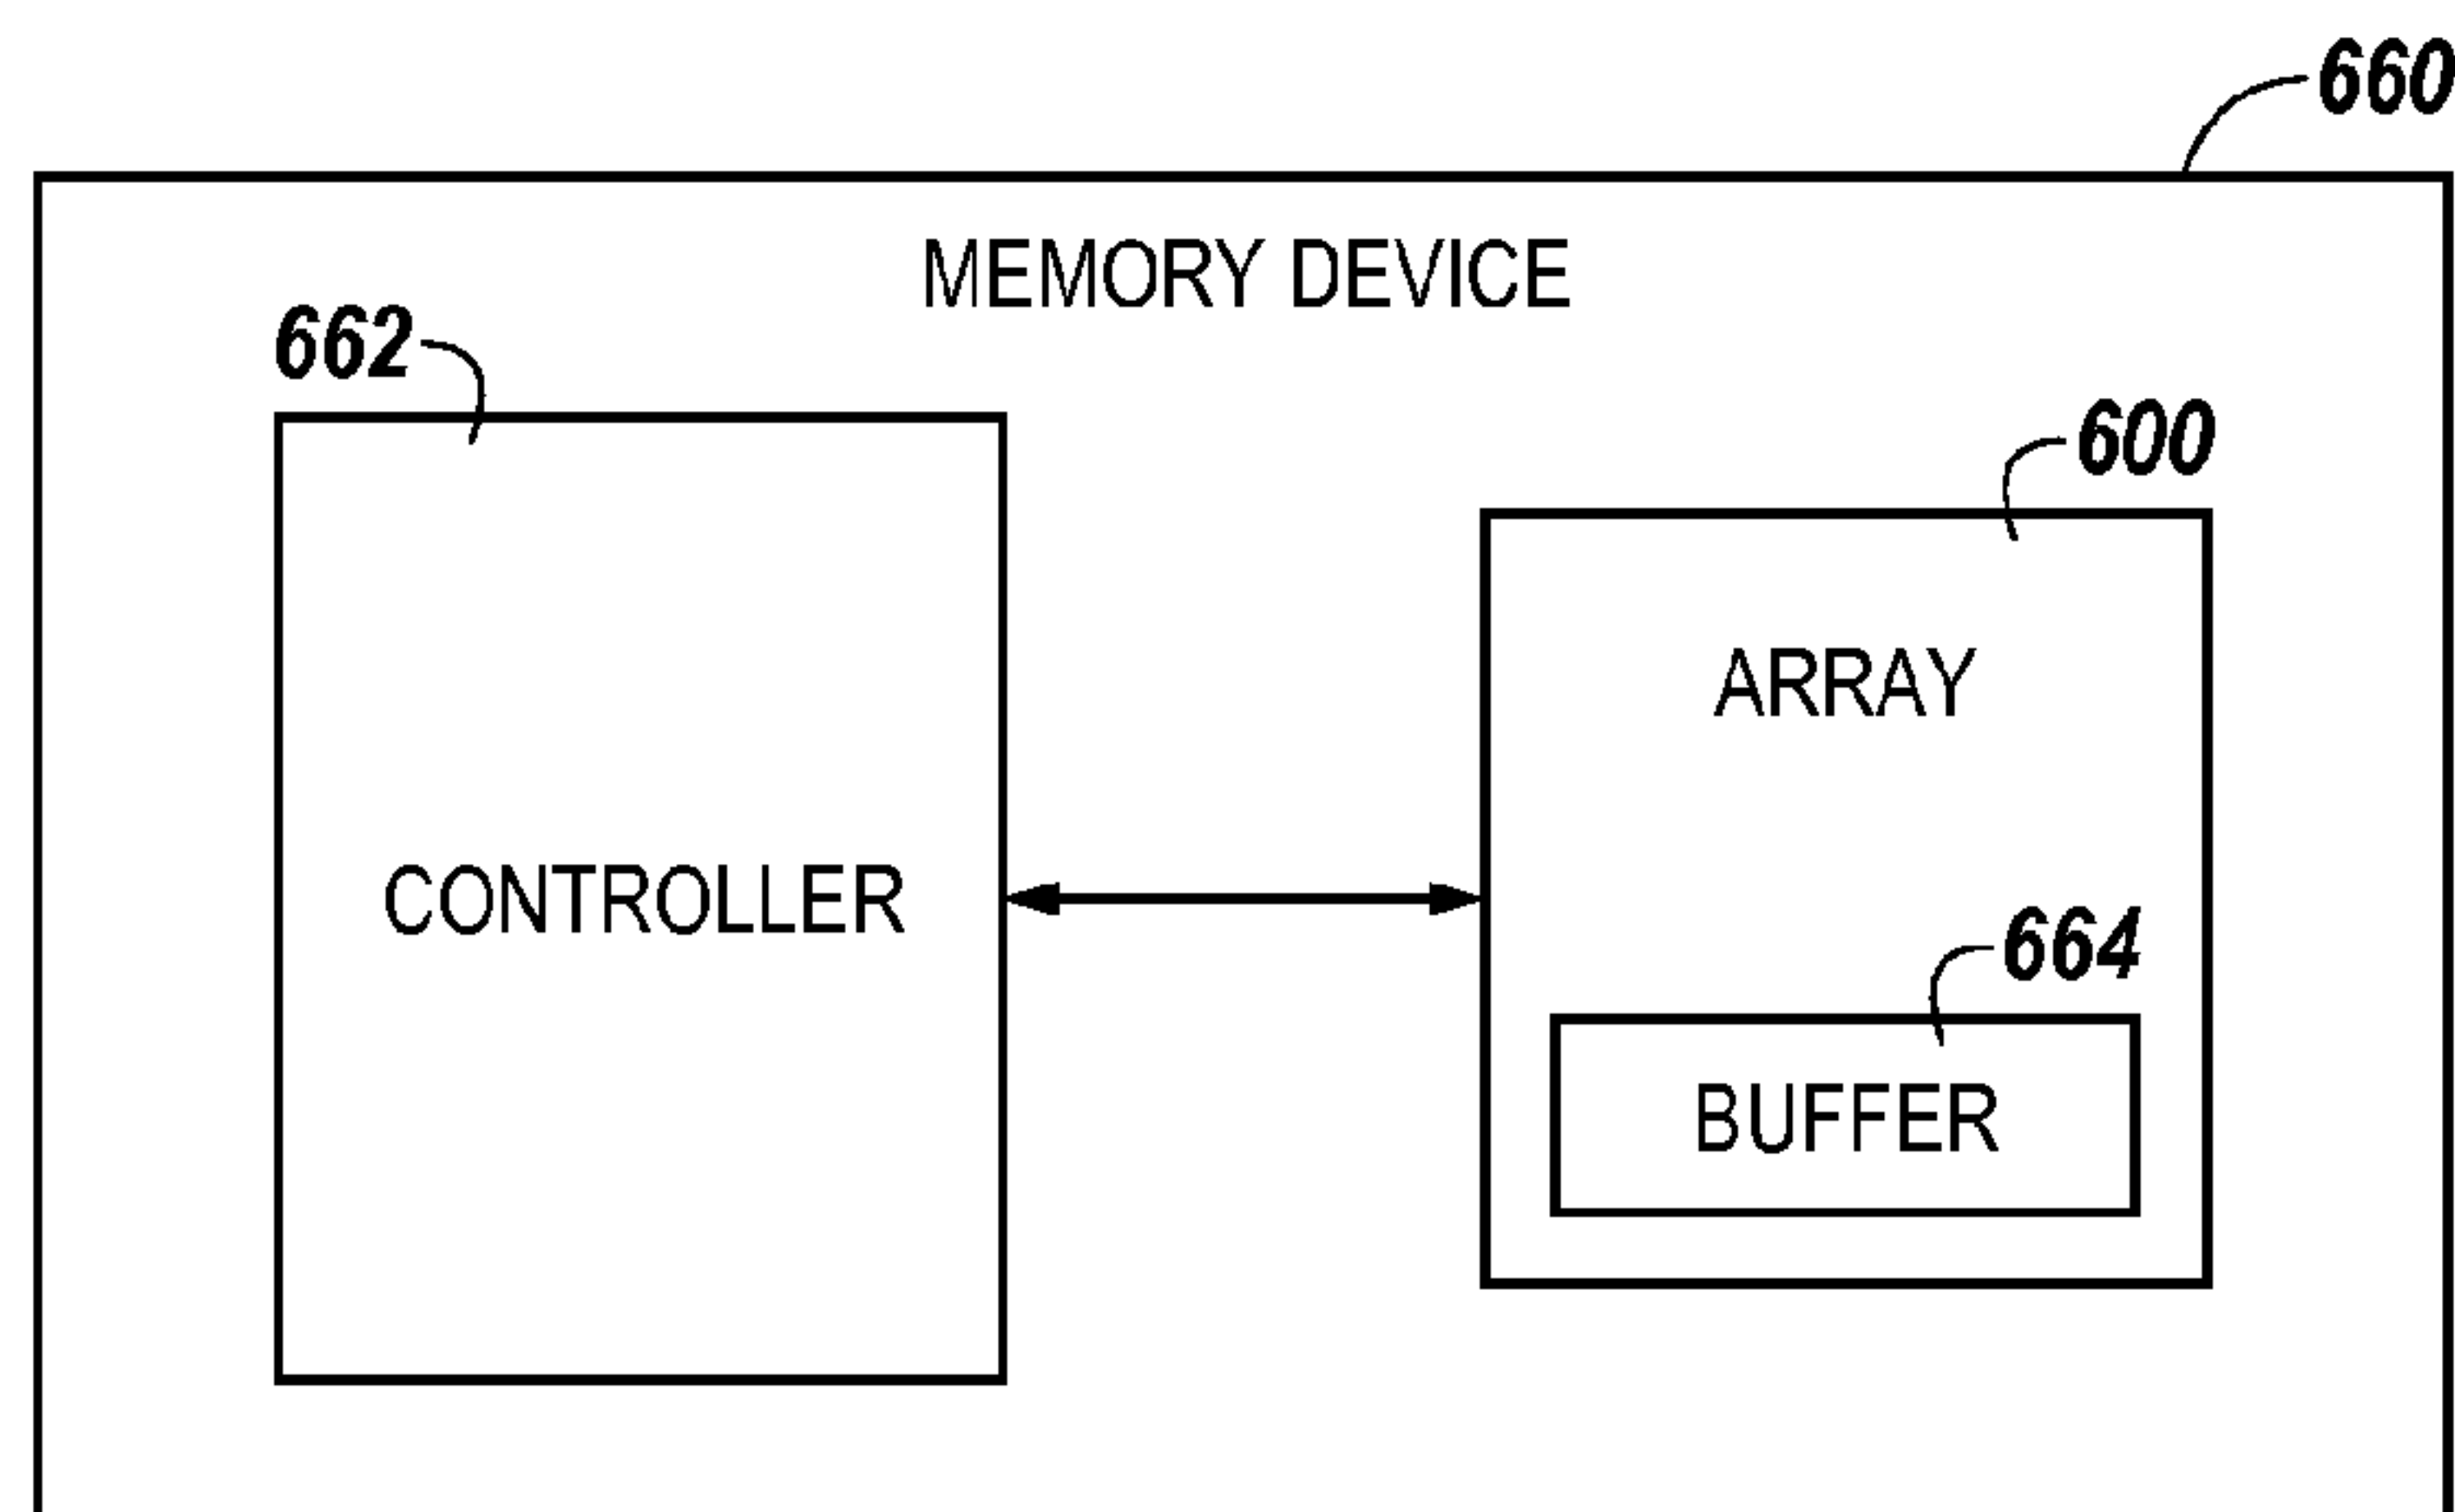 660
MEMORY DEVICE
662
600
ARRAY
CONTROLLER
664
BUFFER